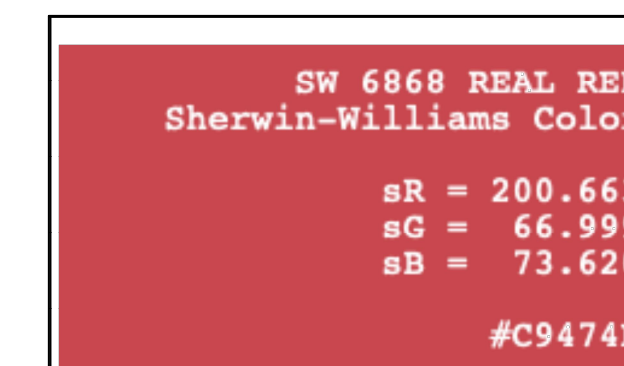 SW 6868 REAL RE
Sherwin-Williams Colo
sR = 200.66
sG = 66.99
sB = 73.62
#C9474